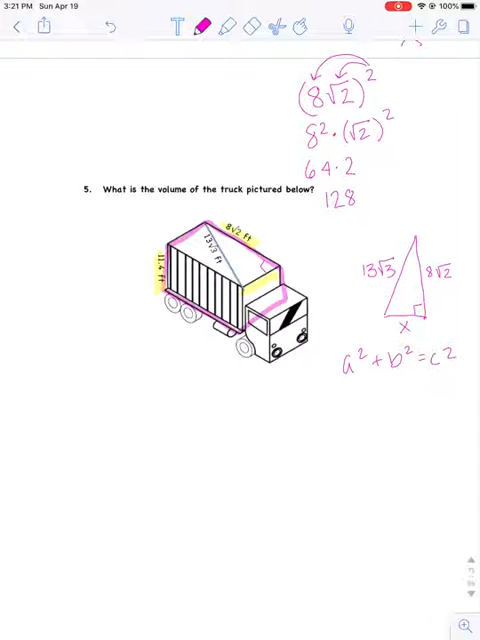 3:21 PM Sun Apr 19
100%
(8√2)²
8² · (√2)²
64 · 2
128
5. What is the volume of the truck pictured below?
8√2 ft
13√3 ft
11.4 ft
13√3
8√2
x
a² + b² = c²